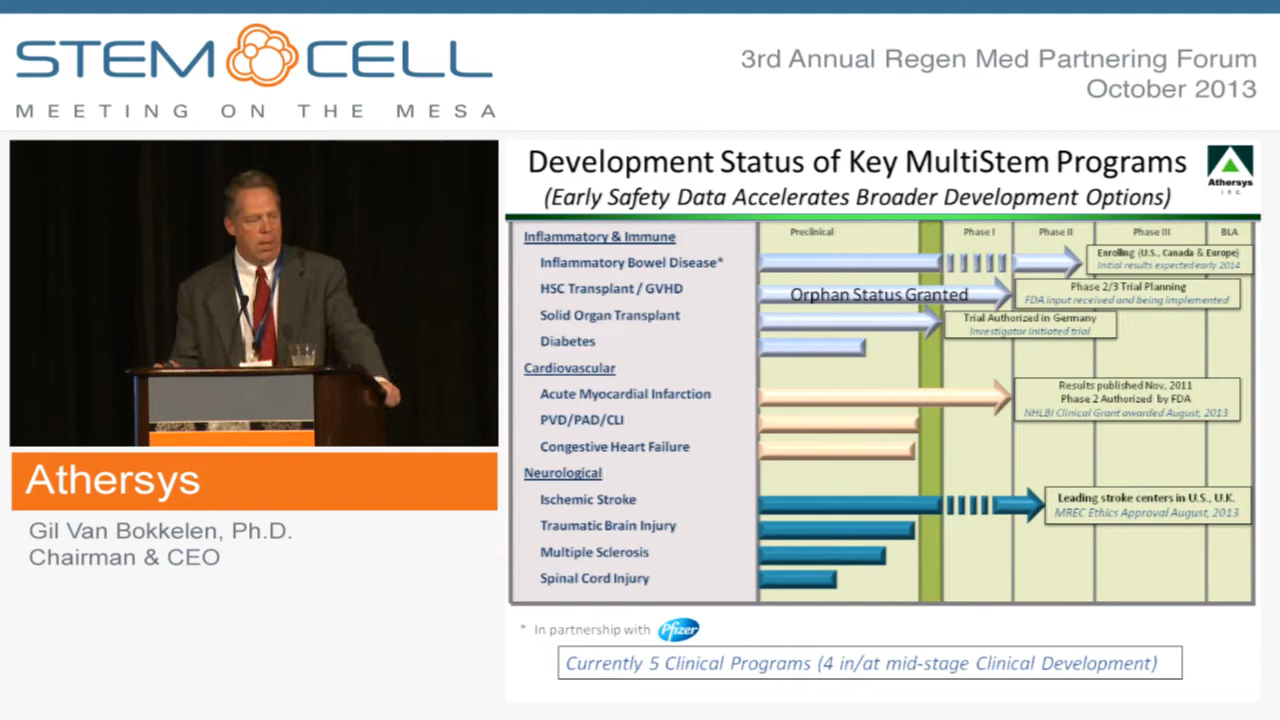 STEM CELL
MEETING ON THE MESA
3rd Annual Regen Med Partnering Forum
October 2013
Athersys
Gil Van Bokkelen, Ph.D.
Chairman & CEO
Development Status of Key MultiStem Programs
(Early Safety Data Accelerates Broader Development Options)
Athersys
inc.
Preclinical
Phase I
Phase II
Phase III
BLA
Inflammatory & Immune
Inflammatory Bowel Disease*
Enrolling (U.S., Canada & Europe)
Initial results expected early 2014
HSC Transplant / GVHD
Orphan Status Granted
Phase 2/3 Trial Planning
FDA input received and being implemented
Solid Organ Transplant
Trial Authorized in Germany
Investigator initiated trial
Diabetes
Cardiovascular
Acute Myocardial Infarction
Results published Nov, 2011
Phase 2 Authorized by FDA
NHLBI Clinical Grant awarded August, 2013
PVD/PAD/CLI
Congestive Heart Failure
Neurological
Ischemic Stroke
Leading stroke centers in U.S., U.K.
MREC Ethics Approval August, 2013
Traumatic Brain Injury
Multiple Sclerosis
Spinal Cord Injury
* In partnership with Pfizer
Currently 5 Clinical Programs (4 in/at mid-stage Clinical Development)